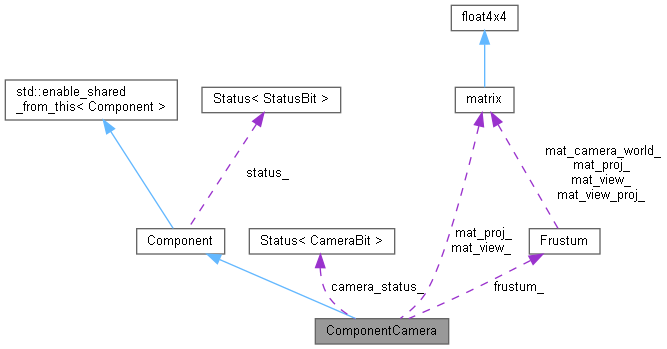 float4x4
std::enable_shared
_from_this< Component >
Status< StatusBit >
matrix
status_
mat_camera_world_
mat_proj_
mat_view_
mat_view_proj_
Component
Status< CameraBit >
mat_proj_
mat_view_
Frustum
camera_status_
frustum_
ComponentCamera